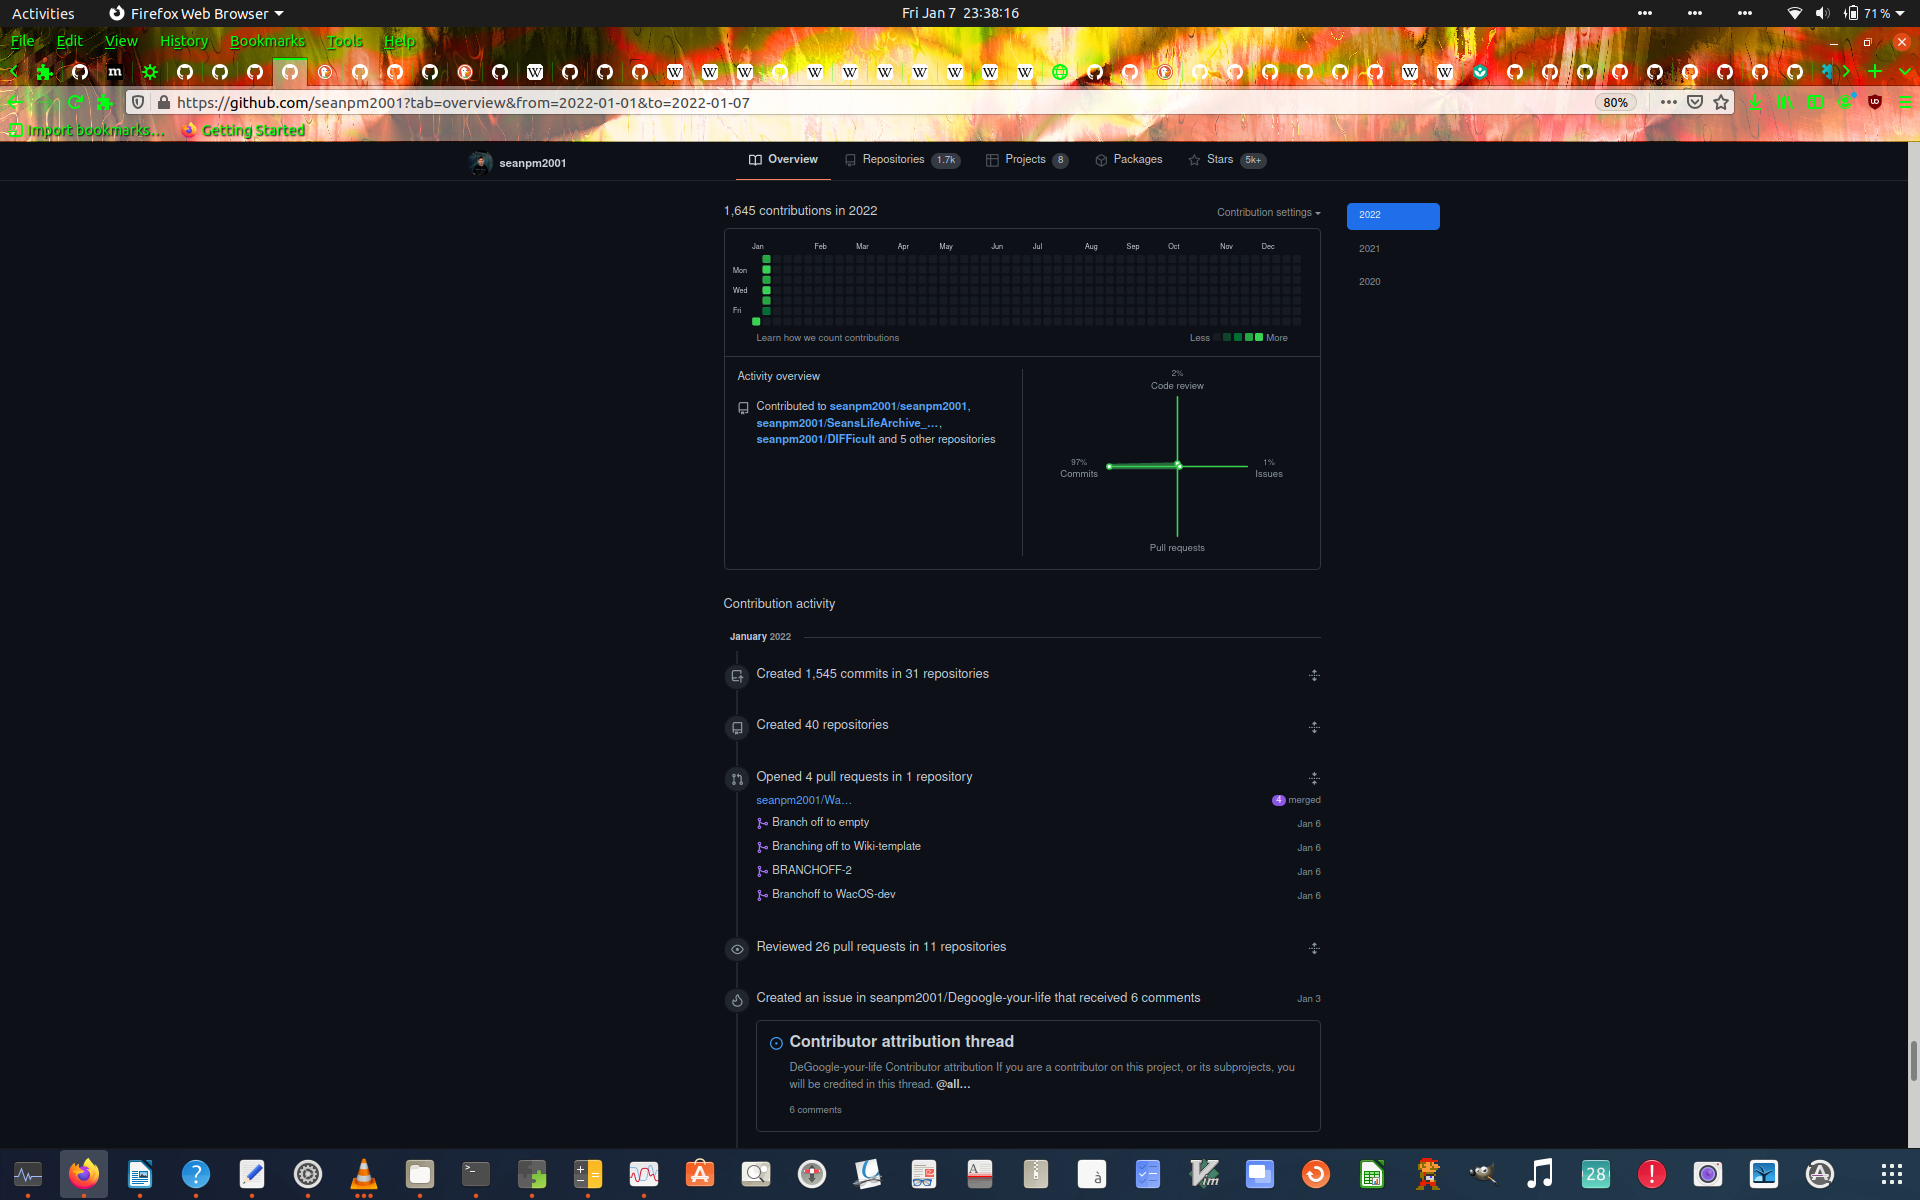 Activities
Firefox Web Browser
Fri Jan 7 23:38:16
71 %
File Edit View History Bookmarks Tools Help
https://github.com/seanpm2001?tab=overview&from=2022-01-01&to=2022-01-07
80%
Import bookmarks...
Getting Started
seanpm2001
Overview
Repositories 1.7k
Projects 8
Packages
Stars 5k+
1,645 contributions in 2022
Contribution settings
2022
2021
2020
Jan Feb Mar Apr May Jun Jul Aug Sep Oct Nov Dec
Mon
Wed
Fri
Learn how we count contributions
Less More
Activity overview
Contributed to seanpm2001/seanpm2001,
seanpm2001/SeansLifeArchive_...,
seanpm2001/DIFFicult and 5 other repositories
2%
Code review
97%
Commits
1%
Issues
Pull requests
Contribution activity
January 2022
Created 1,545 commits in 31 repositories
Created 40 repositories
Opened 4 pull requests in 1 repository
seanpm2001/Wa...
4 merged
Branch off to empty
Jan 6
Branching off to Wiki-template
Jan 6
BRANCHOFF-2
Jan 6
Branchoff to WacOS-dev
Jan 6
Reviewed 26 pull requests in 11 repositories
Created an issue in seanpm2001/Degoogle-your-life that received 6 comments
Jan 3
Contributor attribution thread
DeGoogle-your-life Contributor attribution If you are a contributor on this project, or its subprojects, you
will be credited in this thread. @all...
6 comments
28